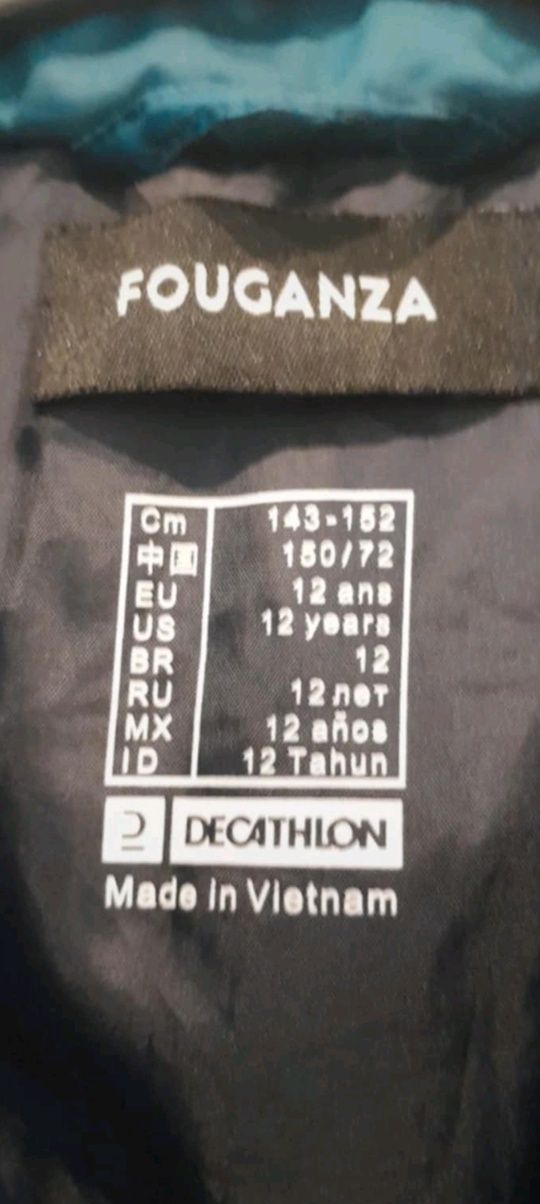 FOUGANZA
Cm 143-152
中国 150/72
EU 12 ans
US 12 years
BR 12
RU 12 лет
MX 12 años
ID 12 Tahun
DECATHLON
Made in Vietnam